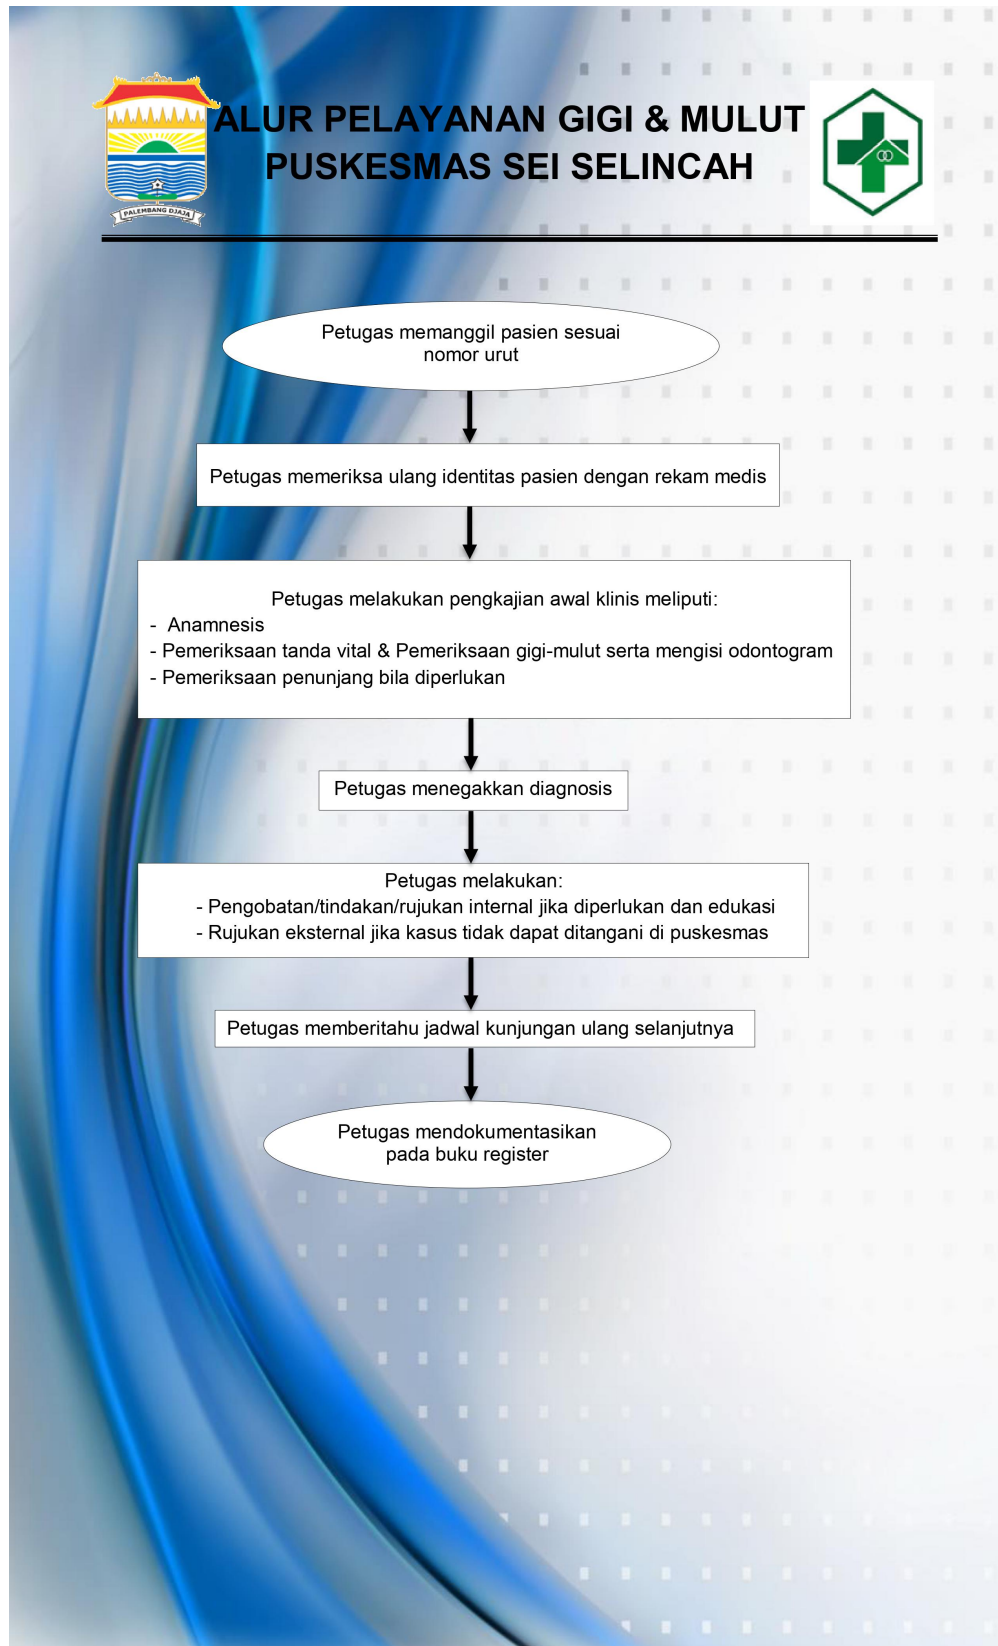 ALUR PELAYANAN GIGI & MULUT
PUSKESMAS SEI SELINCAH
PALEMBANG DJAJA
Petugas memanggil pasien sesuai
nomor urut
Petugas memeriksa ulang identitas pasien dengan rekam medis
Petugas melakukan pengkajian awal klinis meliputi:
- Anamnesis
- Pemeriksaan tanda vital & Pemeriksaan gigi-mulut serta mengisi odontogram
- Pemeriksaan penunjang bila diperlukan
Petugas menegakkan diagnosis
Petugas melakukan:
- Pengobatan/tindakan/rujukan internal jika diperlukan dan edukasi
- Rujukan eksternal jika kasus tidak dapat ditangani di puskesmas
Petugas memberitahu jadwal kunjungan ulang selanjutnya
Petugas mendokumentasikan
pada buku register